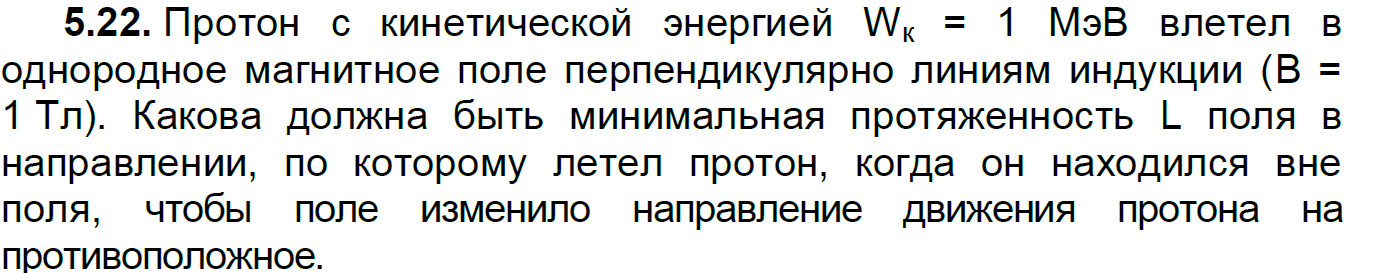 5.22. Протон с кинетической энергией Wк = 1 МэВ влетел в
однородное магнитное поле перпендикулярно линиям индукции (В =
1 Тл). Какова должна быть минимальная протяженность L поля в
направлении, по которому летел протон, когда он находился вне
поля, чтобы поле изменило направление движения протона на
противоположное.